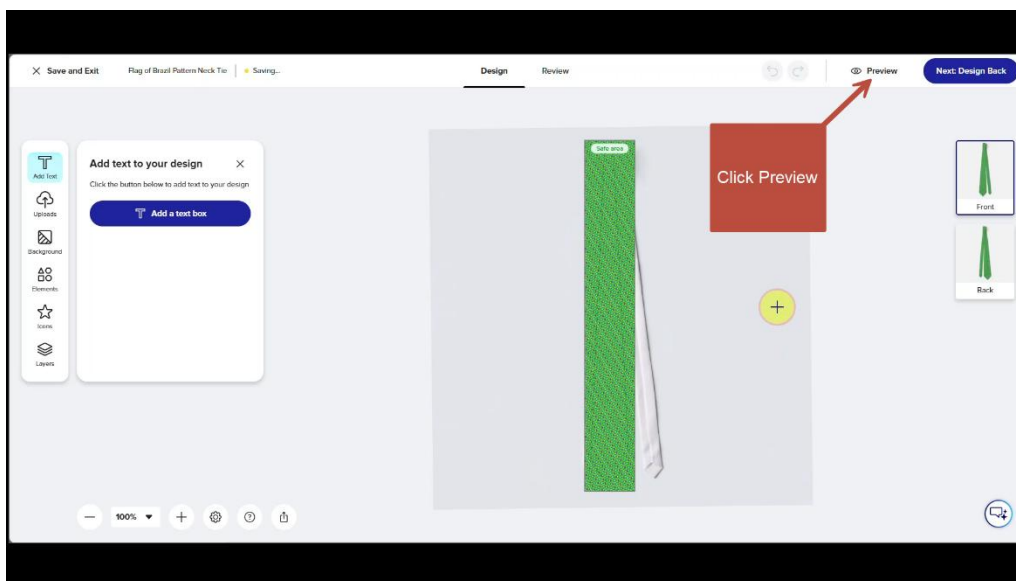 Save and Exit
Flag of Brazil Pattern Neck Tie
Saving...
Design
Review
Preview
Next: Design Back
Add Text
Uploads
Background
Elements
Icons
Layers
Add text to your design
Click the button below to add text to your design
Add a text box
Safe area
Click Preview
Front
Back
100%